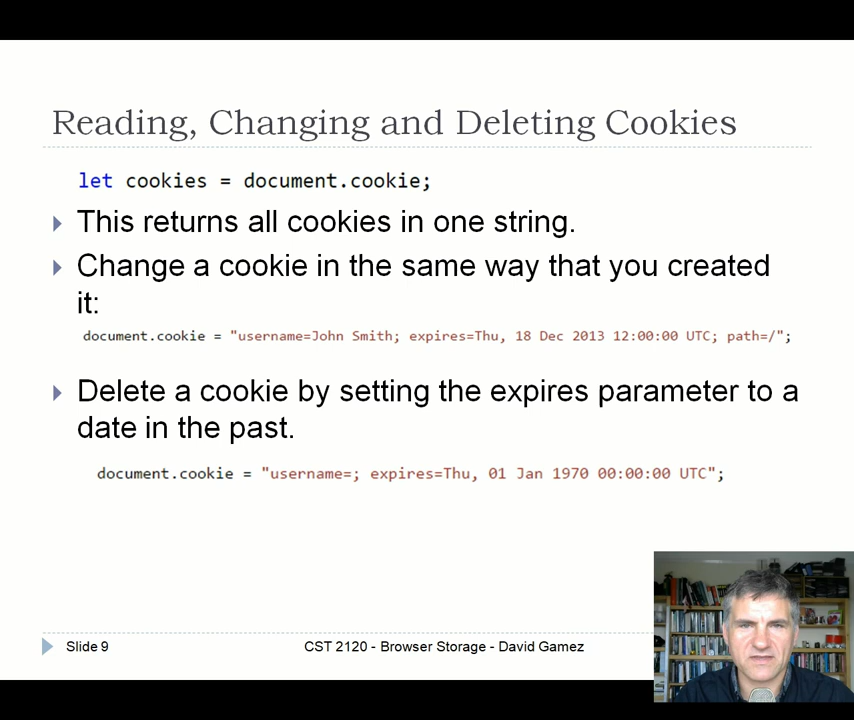 Reading, Changing and Deleting Cookies
let cookies = document.cookie;
This returns all cookies in one string.
Change a cookie in the same way that you created
it:
document.cookie = "username=John Smith; expires=Thu, 18 Dec 2013 12:00:00 UTC; path=/";
Delete a cookie by setting the expires parameter to a
date in the past.
document.cookie = "username=; expires=Thu, 01 Jan 1970 00:00:00 UTC";
Slide 9
CST 2120 - Browser Storage - David Gamez